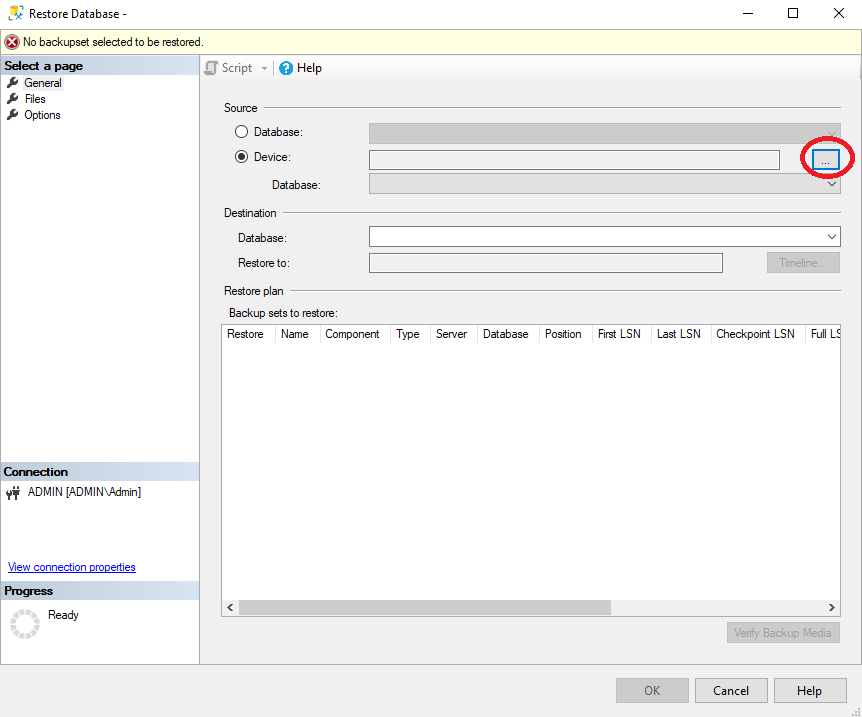 Restore Database -
No backupset selected to be restored.
Select a page
General
Files
Options
Script
Help
Source
Database:
Device:
...
Database:
Destination
Database:
Restore to:
Timeline...
Restore plan
Backup sets to restore:
Restore Name Component Type Server Database Position First LSN Last LSN Checkpoint LSN Full LS
Connection
ADMIN [ADMIN\Admin]
View connection properties
Progress
Ready
Verify Backup Media
OK Cancel Help